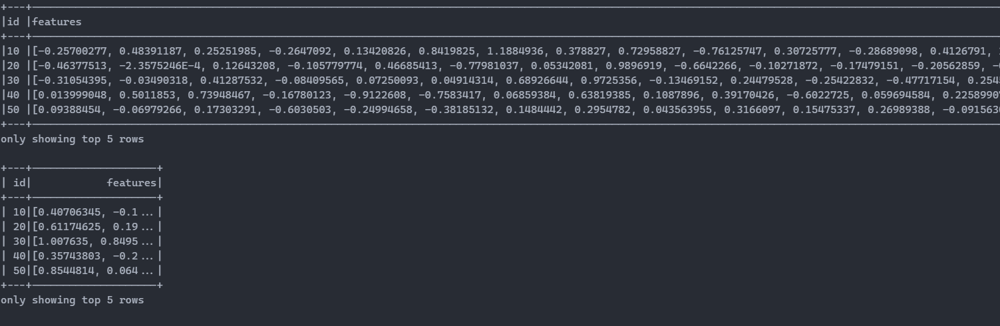 +---+----------------------------------------------------------------
|id |features
+---+----------------------------------------------------------------
|10 |[-0.25700277, 0.48391187, 0.25251985, -0.2647092, 0.13420826, 0.8419825, 1.1884936, 0.378827, 0.72958827, -0.76125747, 0.30725777, -0.28689098, 0.4126791,
|20 |[-0.46377513, -2.3575246E-4, 0.12643208, -0.105779774, 0.46685413, -0.77981037, 0.05342081, 0.9896919, -0.6642266, -0.10271872, -0.17479151, -0.20562859,
|30 |[-0.31054395, -0.03490318, 0.41287532, -0.08409565, 0.07250093, 0.04914314, 0.68926644, 0.9725356, -0.13469152, 0.24479528, -0.25422832, -0.47717154, 0.254
|40 |[0.013999048, 0.5011853, 0.73948467, -0.16780123, -0.9122608, -0.7583417, 0.06859384, 0.63819385, 0.1087896, 0.39170426, -0.6022725, 0.059694584, 0.2258990
|50 |[0.09388454, -0.06979266, 0.17303291, -0.6030503, -0.24994658, -0.38185132, 0.1484442, 0.2954782, 0.043563955, 0.3166097, 0.15475337, 0.26989388, -0.091563
+---+----------------------------------------------------------------
only showing top 5 rows
+---+--------------------+
| id|            features|
+---+--------------------+
| 10|[0.40706345, -0.1...|
| 20|[0.61174625, 0.19...|
| 30|[1.007635, 0.8495...|
| 40|[0.35743803, -0.2...|
| 50|[0.8544814, 0.064...|
+---+--------------------+
only showing top 5 rows